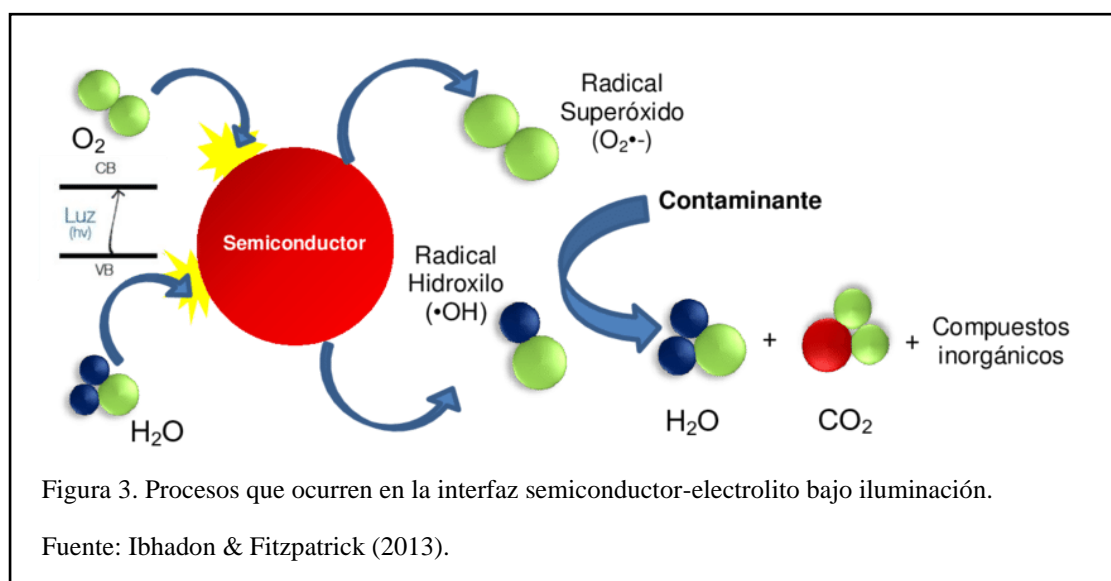 O₂
CB
Luz
(hv)
VB
H₂O
Semiconductor
Radical
Superóxido
(O₂•-)
Contaminante
Radical
Hidroxilo
(•OH)
+
+
Compuestos
inorgánicos
H₂O
CO₂
Figura 3. Procesos que ocurren en la interfaz semiconductor-electrolito bajo iluminación.
Fuente: Ibhadon & Fitzpatrick (2013).